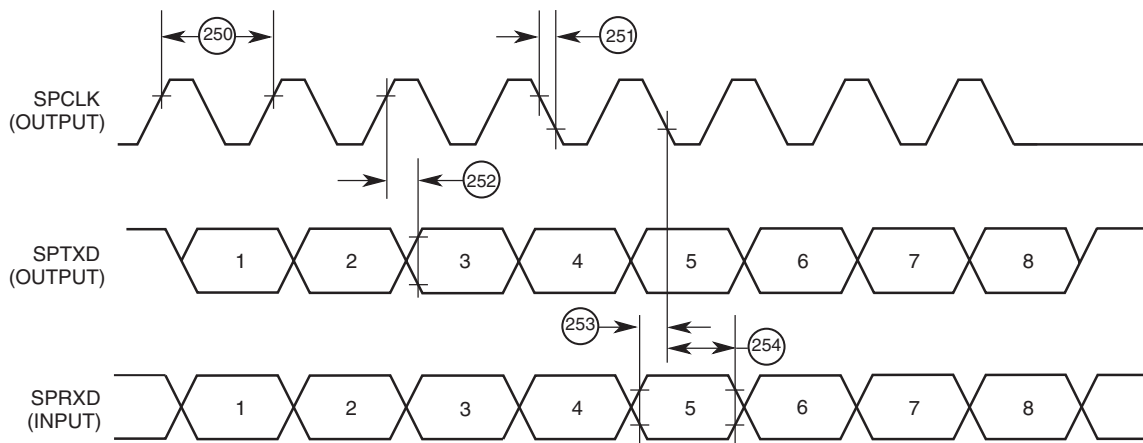 250
251
SPCLK
(OUTPUT)
252
SPTXD
(OUTPUT)
1 2 3 4 5 6 7 8
253
254
SPRXD
(INPUT)
1 2 3 4 5 6 7 8